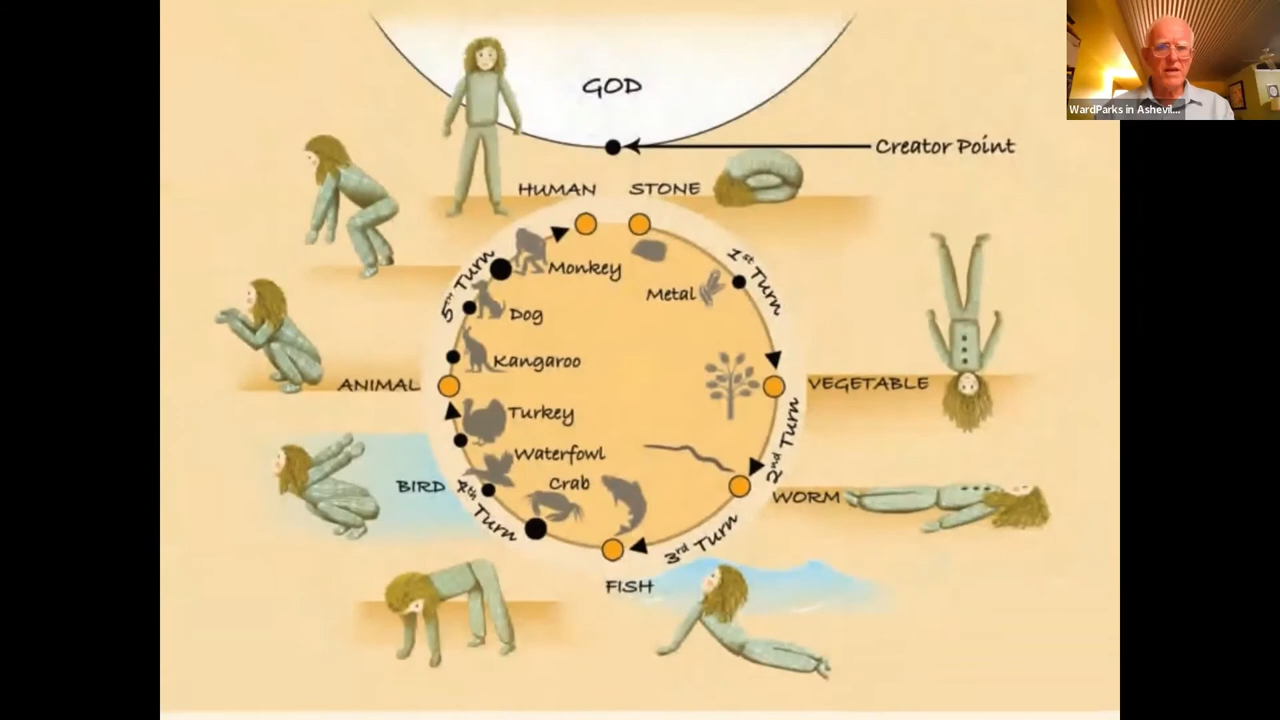 GOD
WardParks in Ashevil...
Creator Point
HUMAN
STONE
5th Turn
Monkey
1st Turn
Metal
Dog
Kangaroo
ANIMAL
VEGETABLE
Turkey
2nd Turn
Waterfowl
BIRD
Crab
WORM
4th Turn
3rd Turn
FISH